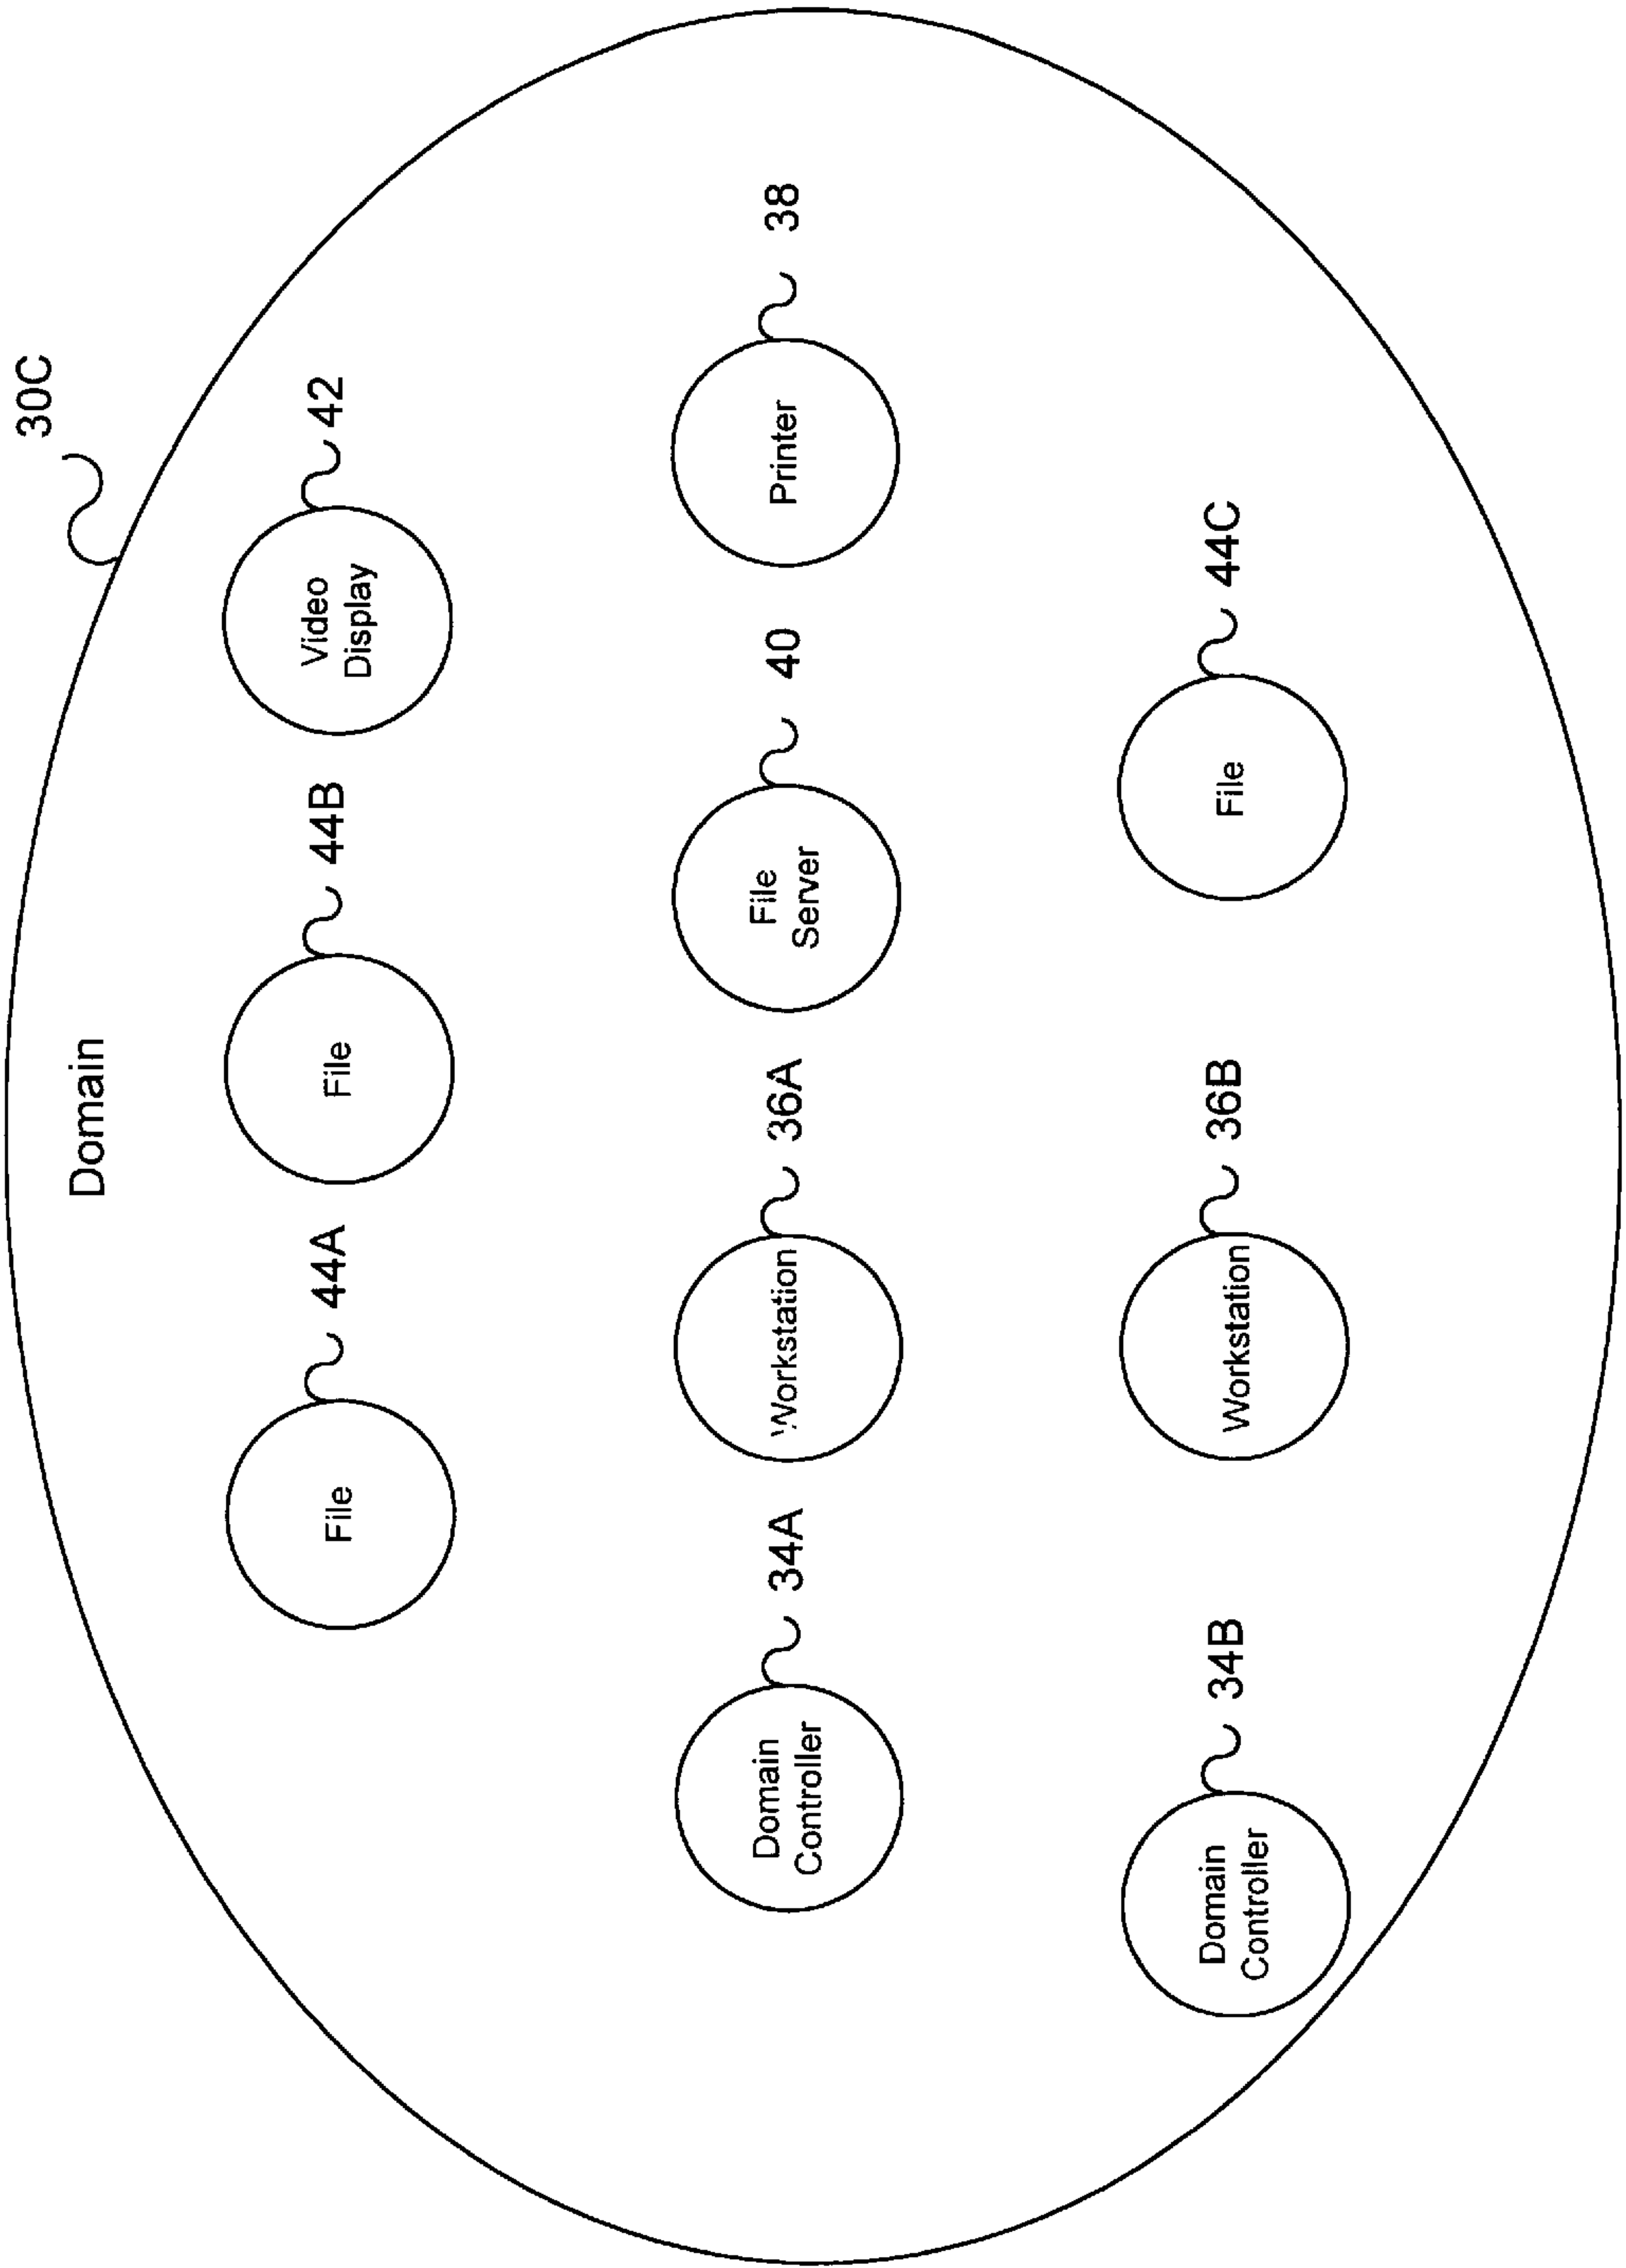 30C
Domain
File
44A
File
44B
Video
Display
42
Domain
Controller
34A
Workstation
36A
File
Server
40
Printer
38
Domain
Controller
34B
Workstation
36B
File
44C